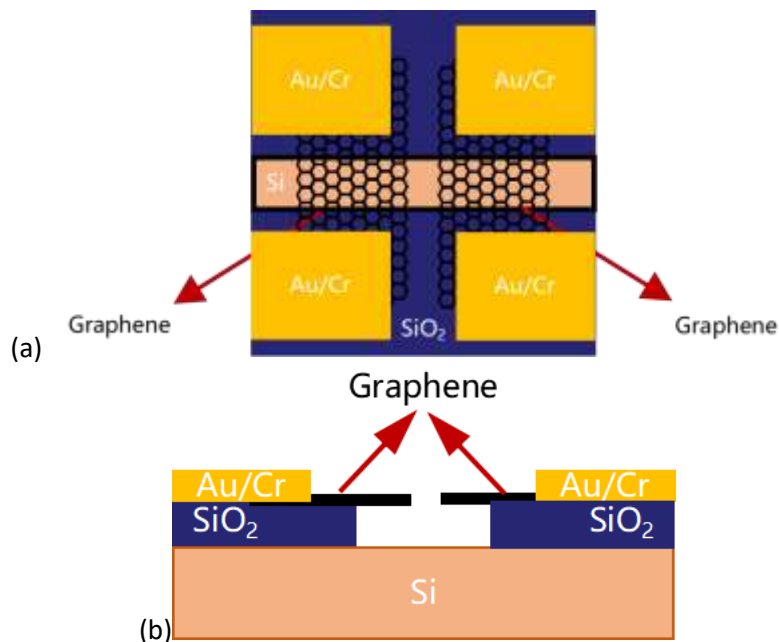 Au/Cr Au/Cr
Si
Au/Cr Au/Cr
Graphene Graphene
SiO₂
(a)
Graphene
Au/Cr Au/Cr
SiO₂ SiO₂
Si
(b)